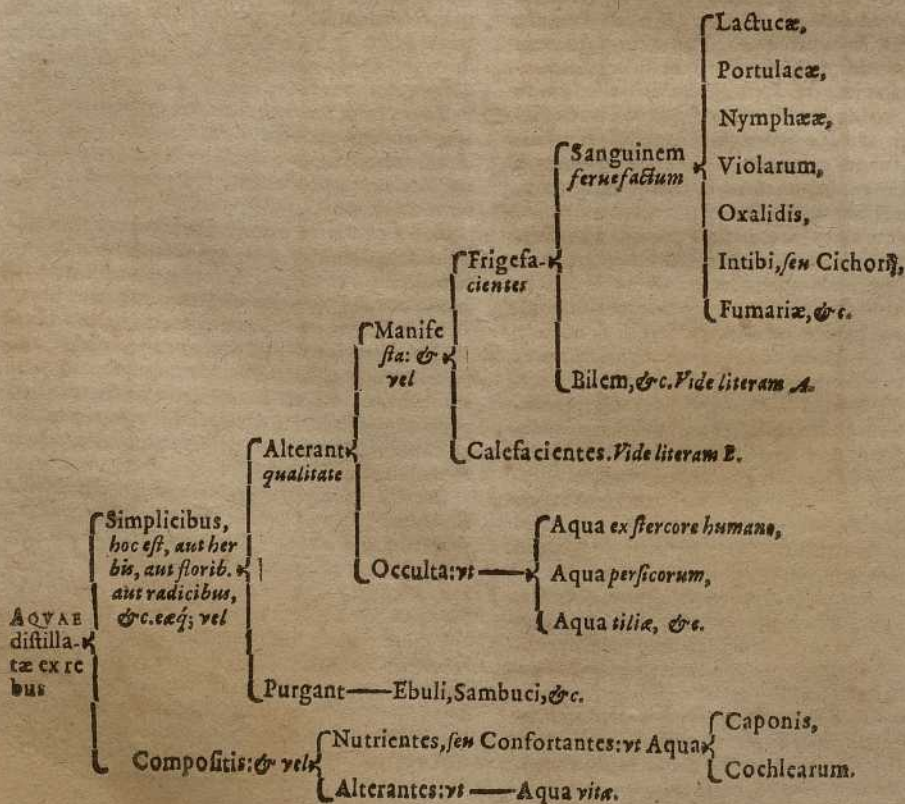 Lactucæ,
Portulacæ,
Nymphææ,
Sanguinem
feruefactum
Violarum,
Oxalidis,
Frigefa-
cientes
Intibi, seu Cichorij,
Fumariæ, &c.
Manife
sta: &
vel
Bilem, &c. Vide literam A.
Alterant
qualitate
Calefacientes. Vide literam B.
Simplicibus,
hoc est, aut her
bis, aut florib.
aut radicibus,
&c. eæq́; vel
Occulta: vt
Aqua ex stercore humano,
Aqua persicorum,
Aqua tiliæ, &c.
AQVAE
distilla-
tæ ex re
bus
Purgant — Ebuli, Sambuci, &c.
Compositis: & vel
Nutrientes, seu Confortantes: vt Aqua
Caponis,
Cochlearum.
Alterantes: vt — Aqua vitæ.